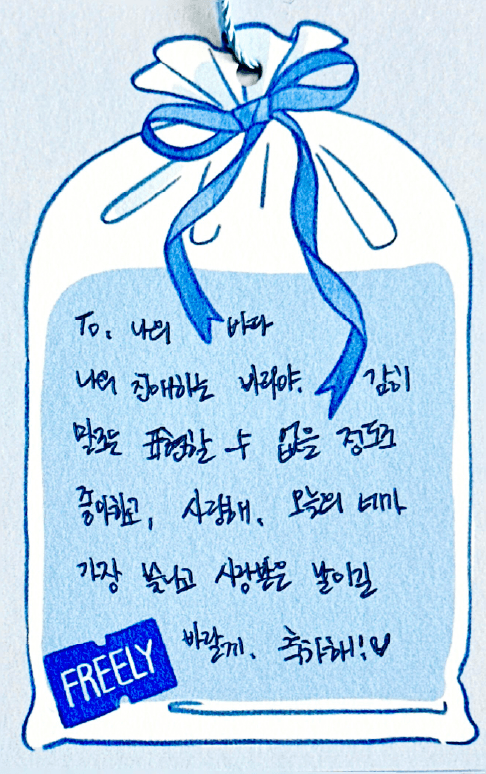 To. 나의 바다
나의 친애하는 바다야. 감히
말로는 표현할 수 없을 정도로
좋아하고, 사랑해. 오늘의 네가
가장 빛나고 사랑받은 날이길
바랄게. 축하해!♥
FREELY